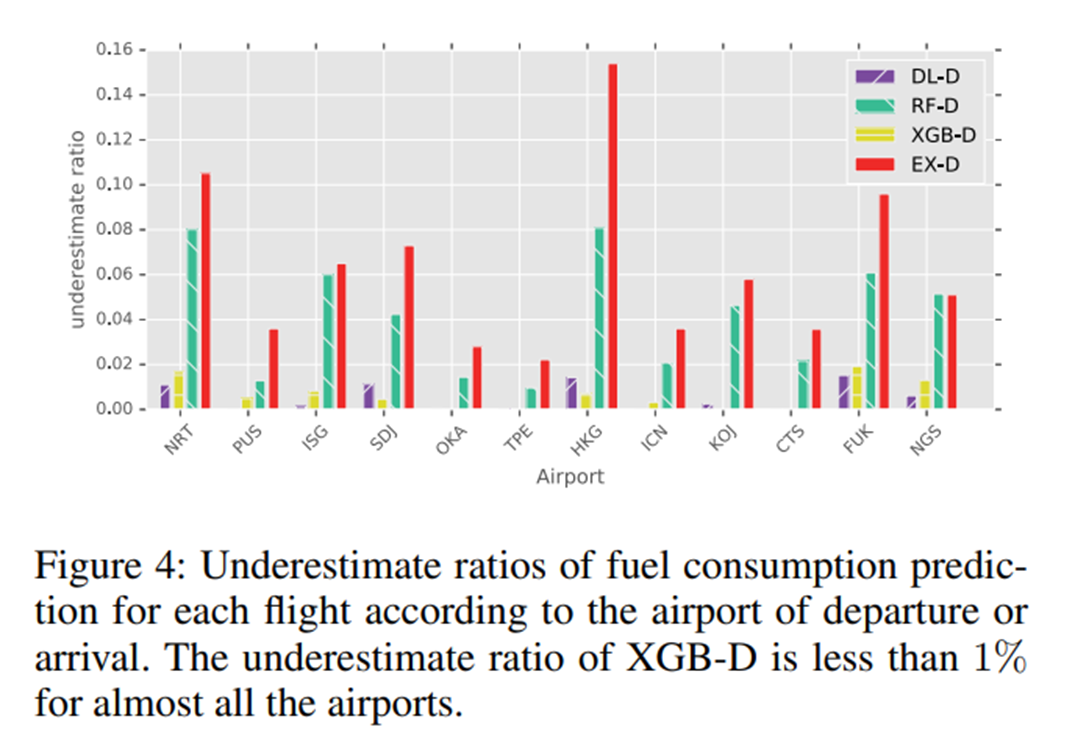 0.16
0.14
0.12
0.10
0.08
0.06
0.04
0.02
0.00
underestimate ratio
DL-D
RF-D
XGB-D
EX-D
NRT
PUS
ISG
SDJ
OKA
TPE
HKG
ICN
KOJ
CTS
FUK
NGS
Airport
Figure 4: Underestimate ratios of fuel consumption predic-
tion for each flight according to the airport of departure or
arrival. The underestimate ratio of XGB-D is less than 1%
for almost all the airports.